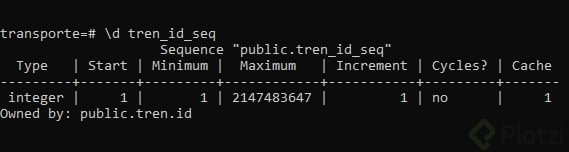 transporte=# \d tren_id_seq
Sequence "public.tren_id_seq"
Type | Start | Minimum | Maximum | Increment | Cycles? | Cache
---------+-------+---------+------------+-----------+---------+-------
integer | 1 | 1 | 2147483647 | 1 | no | 1
Owned by: public.tren.id
Platzi